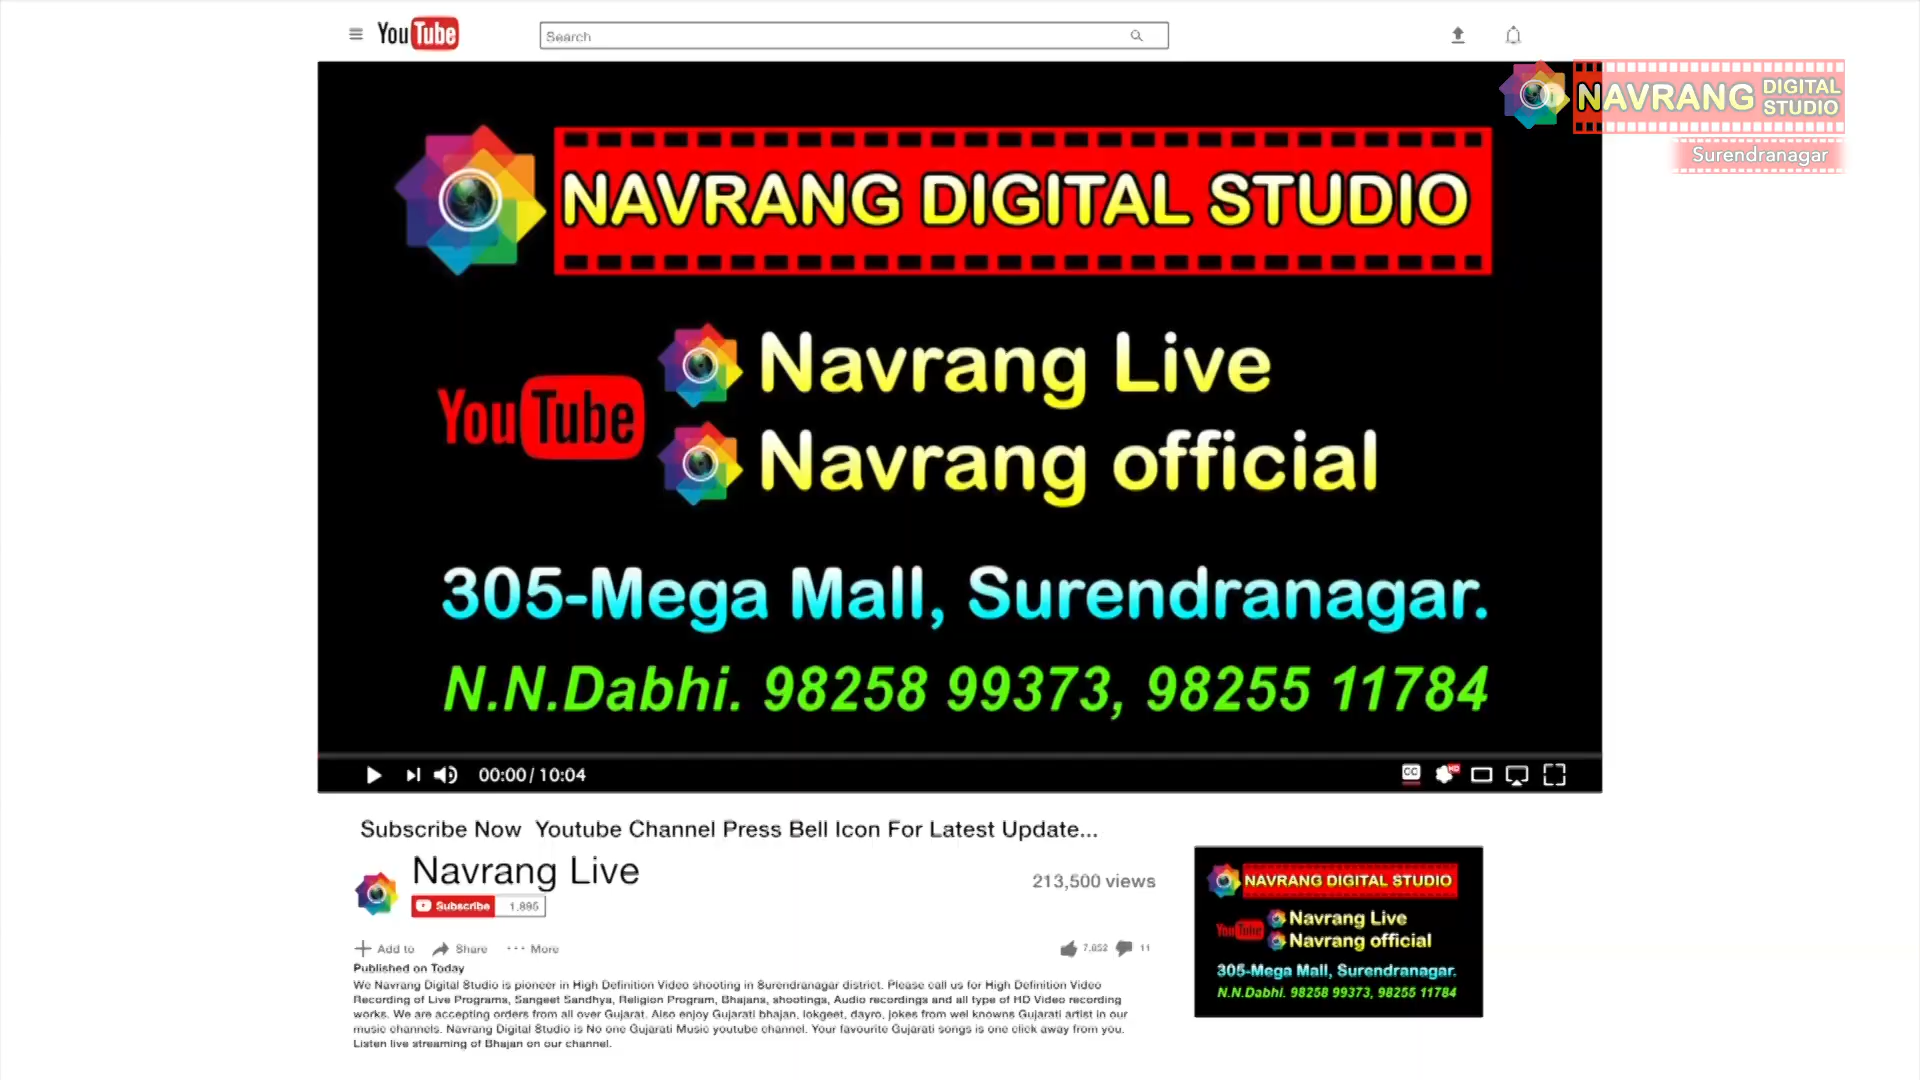 YouTube
Search
NAVRANG DIGITAL STUDIO
Surendranagar
NAVRANG DIGITAL STUDIO
YouTube
Navrang Live
Navrang official
305-Mega Mall, Surendranagar.
N.N.Dabhi. 98258 99373, 98255 11784
00:00 / 10:04
CC
HD
Subscribe Now Youtube Channel Press Bell Icon For Latest Update...
Navrang Live
213,500 views
Subscribe 1,895
Add to Share More
7,652 11
Published on Today
We Navrang Digital Studio is pioneer in High Definition Video shooting in Surendranagar district. Please call us for High Definition Video
Recording of Live Programs, Sangeet Sandhya, Religion Program, Bhajans, shootings, Audio recordings and all type of HD Video recording
works. We are accepting orders from all over Gujarat. Also enjoy Gujarati bhajan, lokgeet, dayro, jokes from wel knowns Gujarati artist in our
music channels. Navrang Digital Studio is No one Gujarati Music youtube channel. Your favourite Gujarati songs is one click away from you.
Listen live streaming of Bhajan on our channel.
NAVRANG DIGITAL STUDIO
YouTube
Navrang Live
Navrang official
305-Mega Mall, Surendranagar.
N.N.Dabhi. 98258 99373, 98255 11784